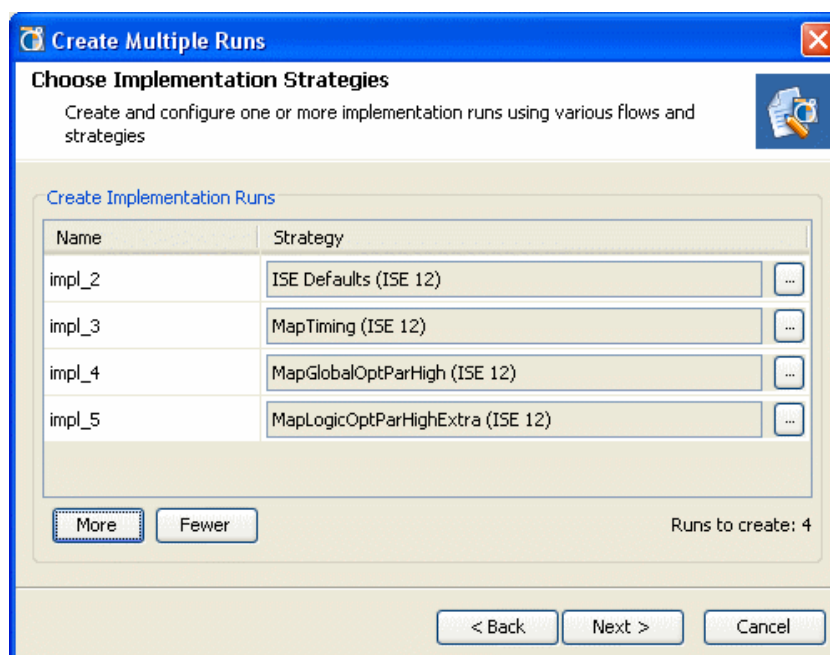 Create Multiple Runs
Choose Implementation Strategies
Create and configure one or more implementation runs using various flows and
strategies
Create Implementation Runs
Name Strategy
impl_2 ISE Defaults (ISE 12) ...
impl_3 MapTiming (ISE 12) ...
impl_4 MapGlobalOptParHigh (ISE 12) ...
impl_5 MapLogicOptParHighExtra (ISE 12) ...
More Fewer Runs to create: 4
< Back Next > Cancel